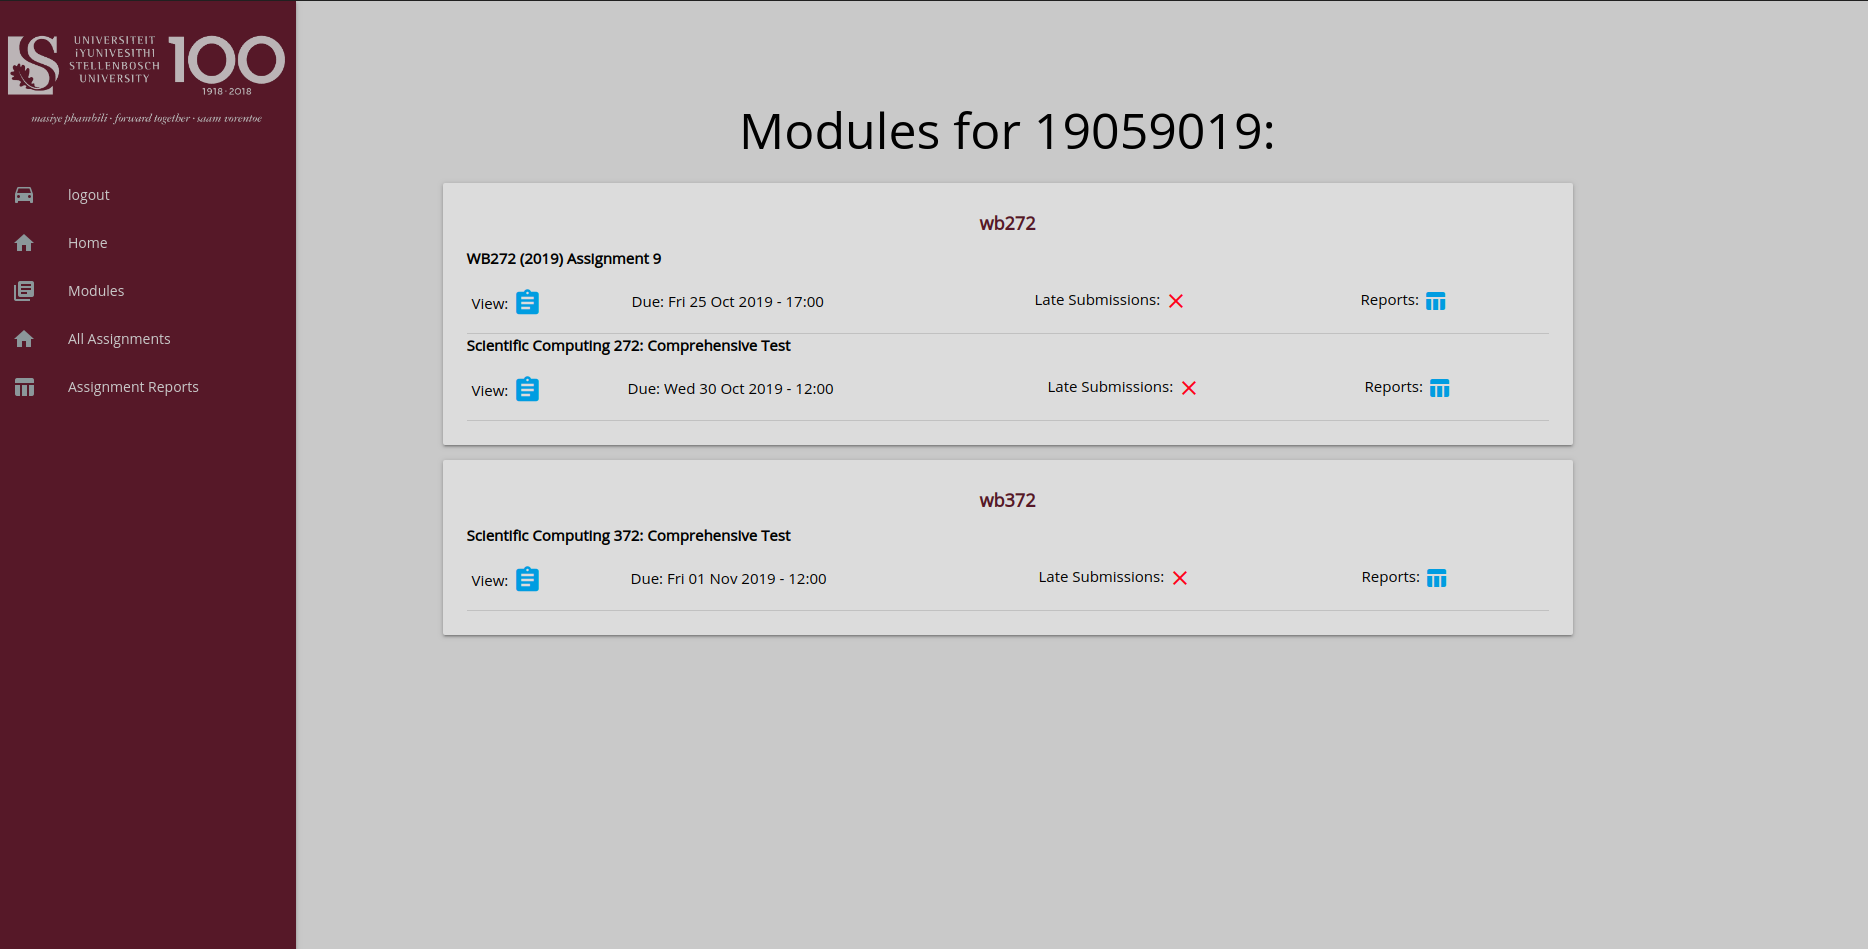 UNIVERSITEIT
iYUNIVESITHI
STELLENBOSCH
UNIVERSITY
100
1918 · 2018
masiye phambili · forward together · saam vorentoe
logout
Home
Modules
All Assignments
Assignment Reports
Modules for 19059019:
wb272
WB272 (2019) Assignment 9
View: Due: Fri 25 Oct 2019 - 17:00 Late Submissions: Reports:
Scientific Computing 272: Comprehensive Test
View: Due: Wed 30 Oct 2019 - 12:00 Late Submissions: Reports:
wb372
Scientific Computing 372: Comprehensive Test
View: Due: Fri 01 Nov 2019 - 12:00 Late Submissions: Reports: